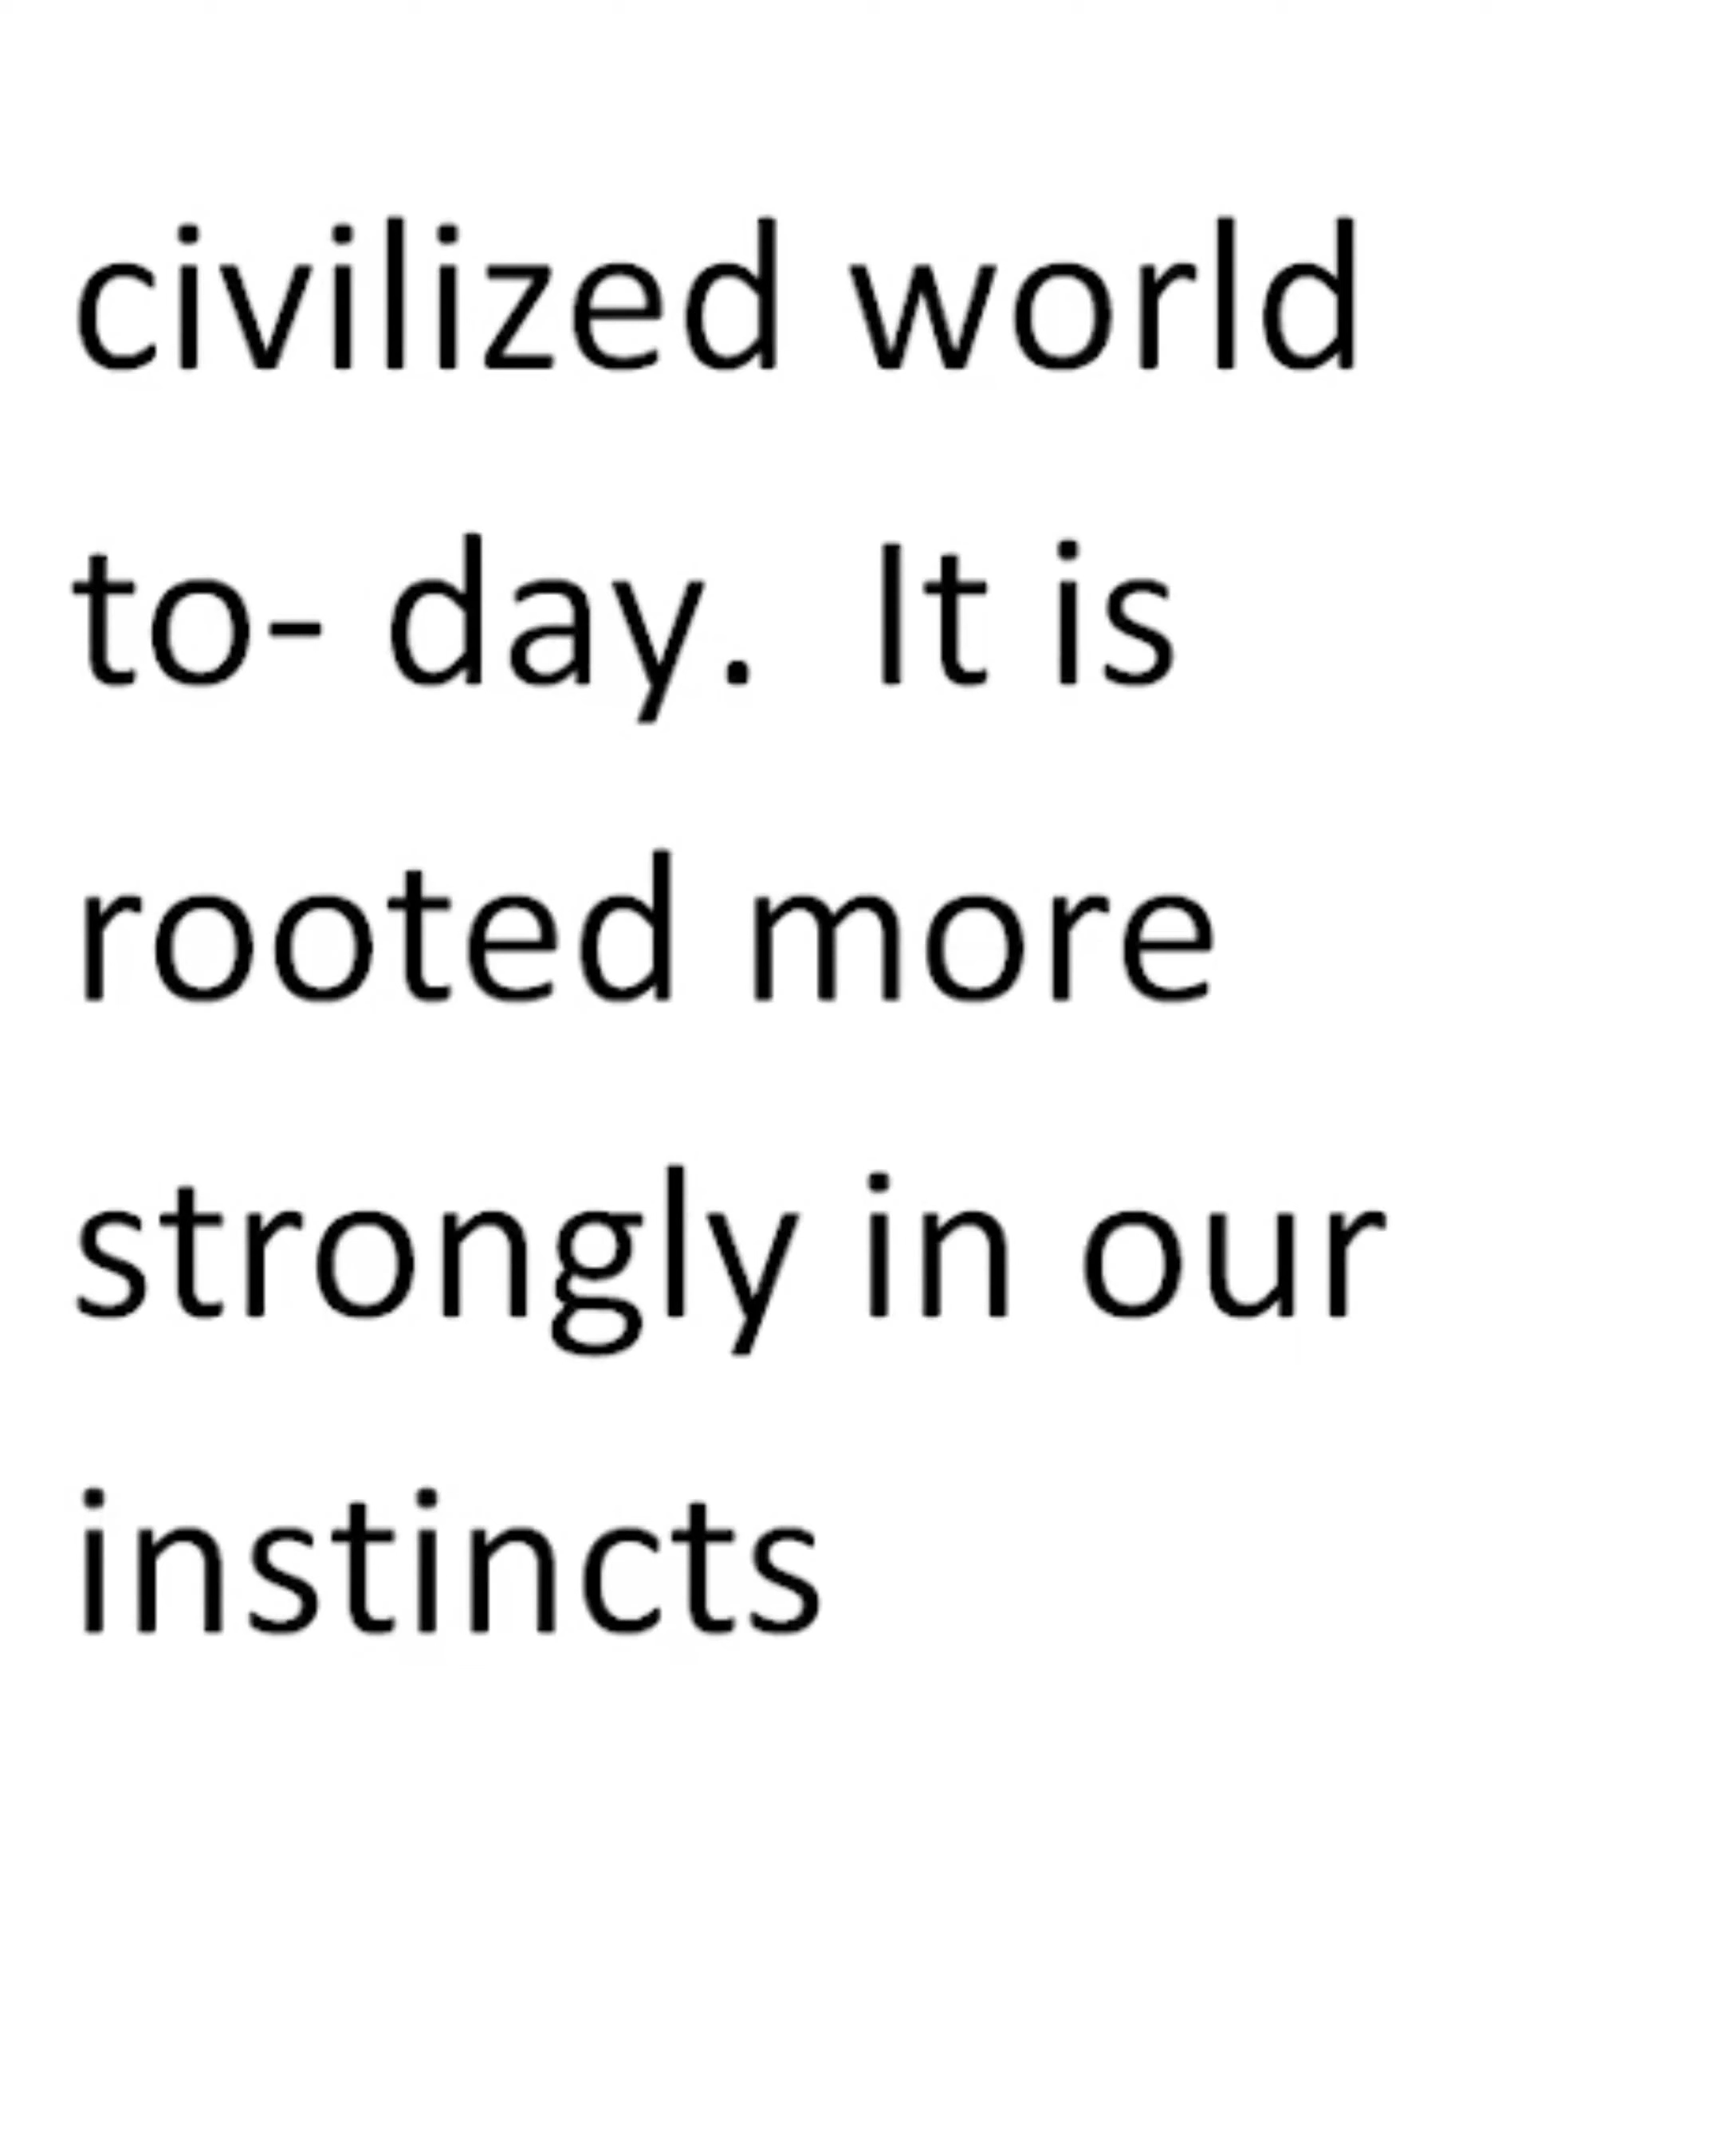 civilized world
to- day.  It is
rooted more
strongly in our
instincts